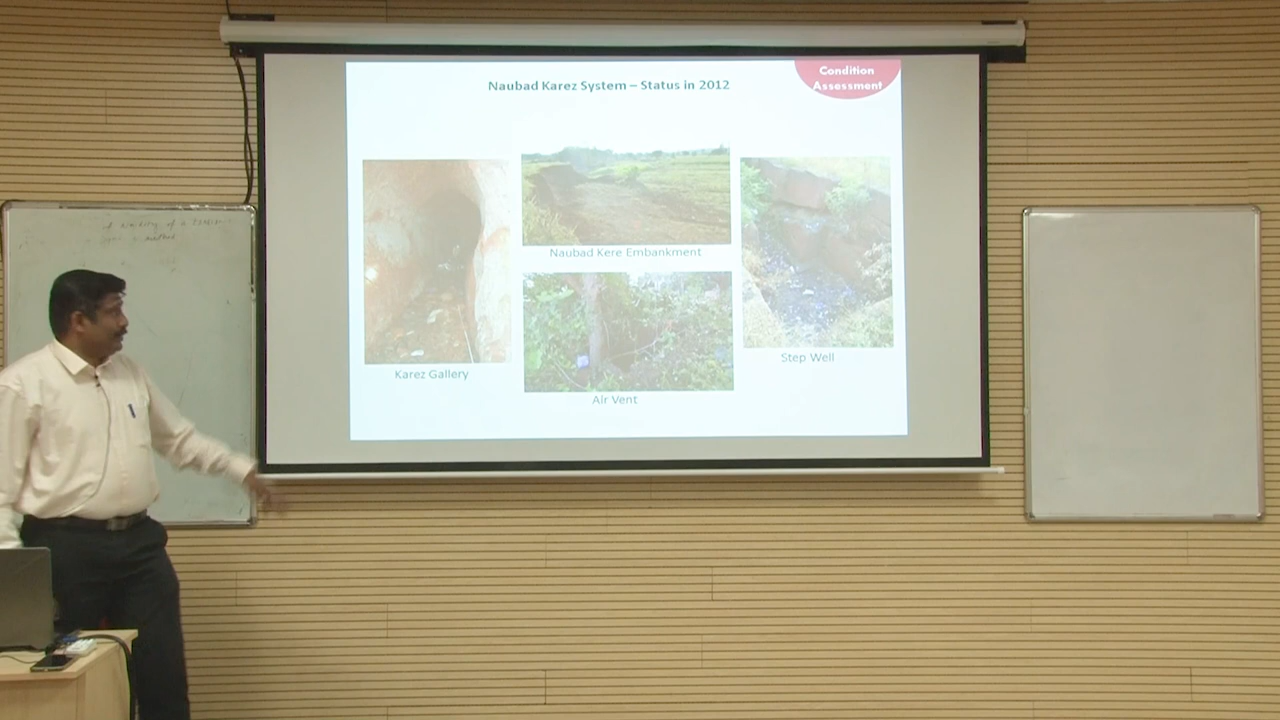 Naubad Karez System – Status in 2012
Condition
Assessment
Naubad Kere Embankment
Karez Gallery
Air Vent
Step Well